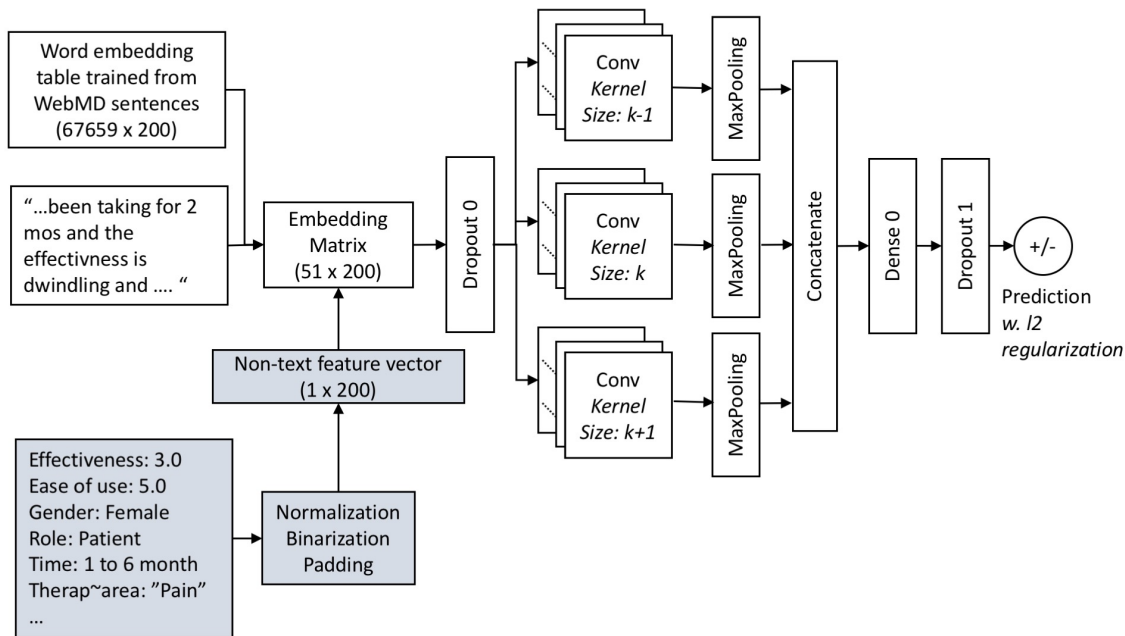 Word embedding
table trained from
WebMD sentences
(67659 x 200)
“…been taking for 2
mos and the
effectivness is
dwindling and …. “
Embedding
Matrix
(51 x 200)
Non-text feature vector
(1 x 200)
Effectiveness: 3.0
Ease of use: 5.0
Gender: Female
Role: Patient
Time: 1 to 6 month
Therap~area: ”Pain”
…
Normalization
Binarization
Padding
Dropout 0
Conv
Kernel
Size: k-1
MaxPooling
Conv
Kernel
Size: k
MaxPooling
Conv
Kernel
Size: k+1
MaxPooling
Concatenate
Dense 0
Dropout 1
+/-
Prediction
w. l2
regularization